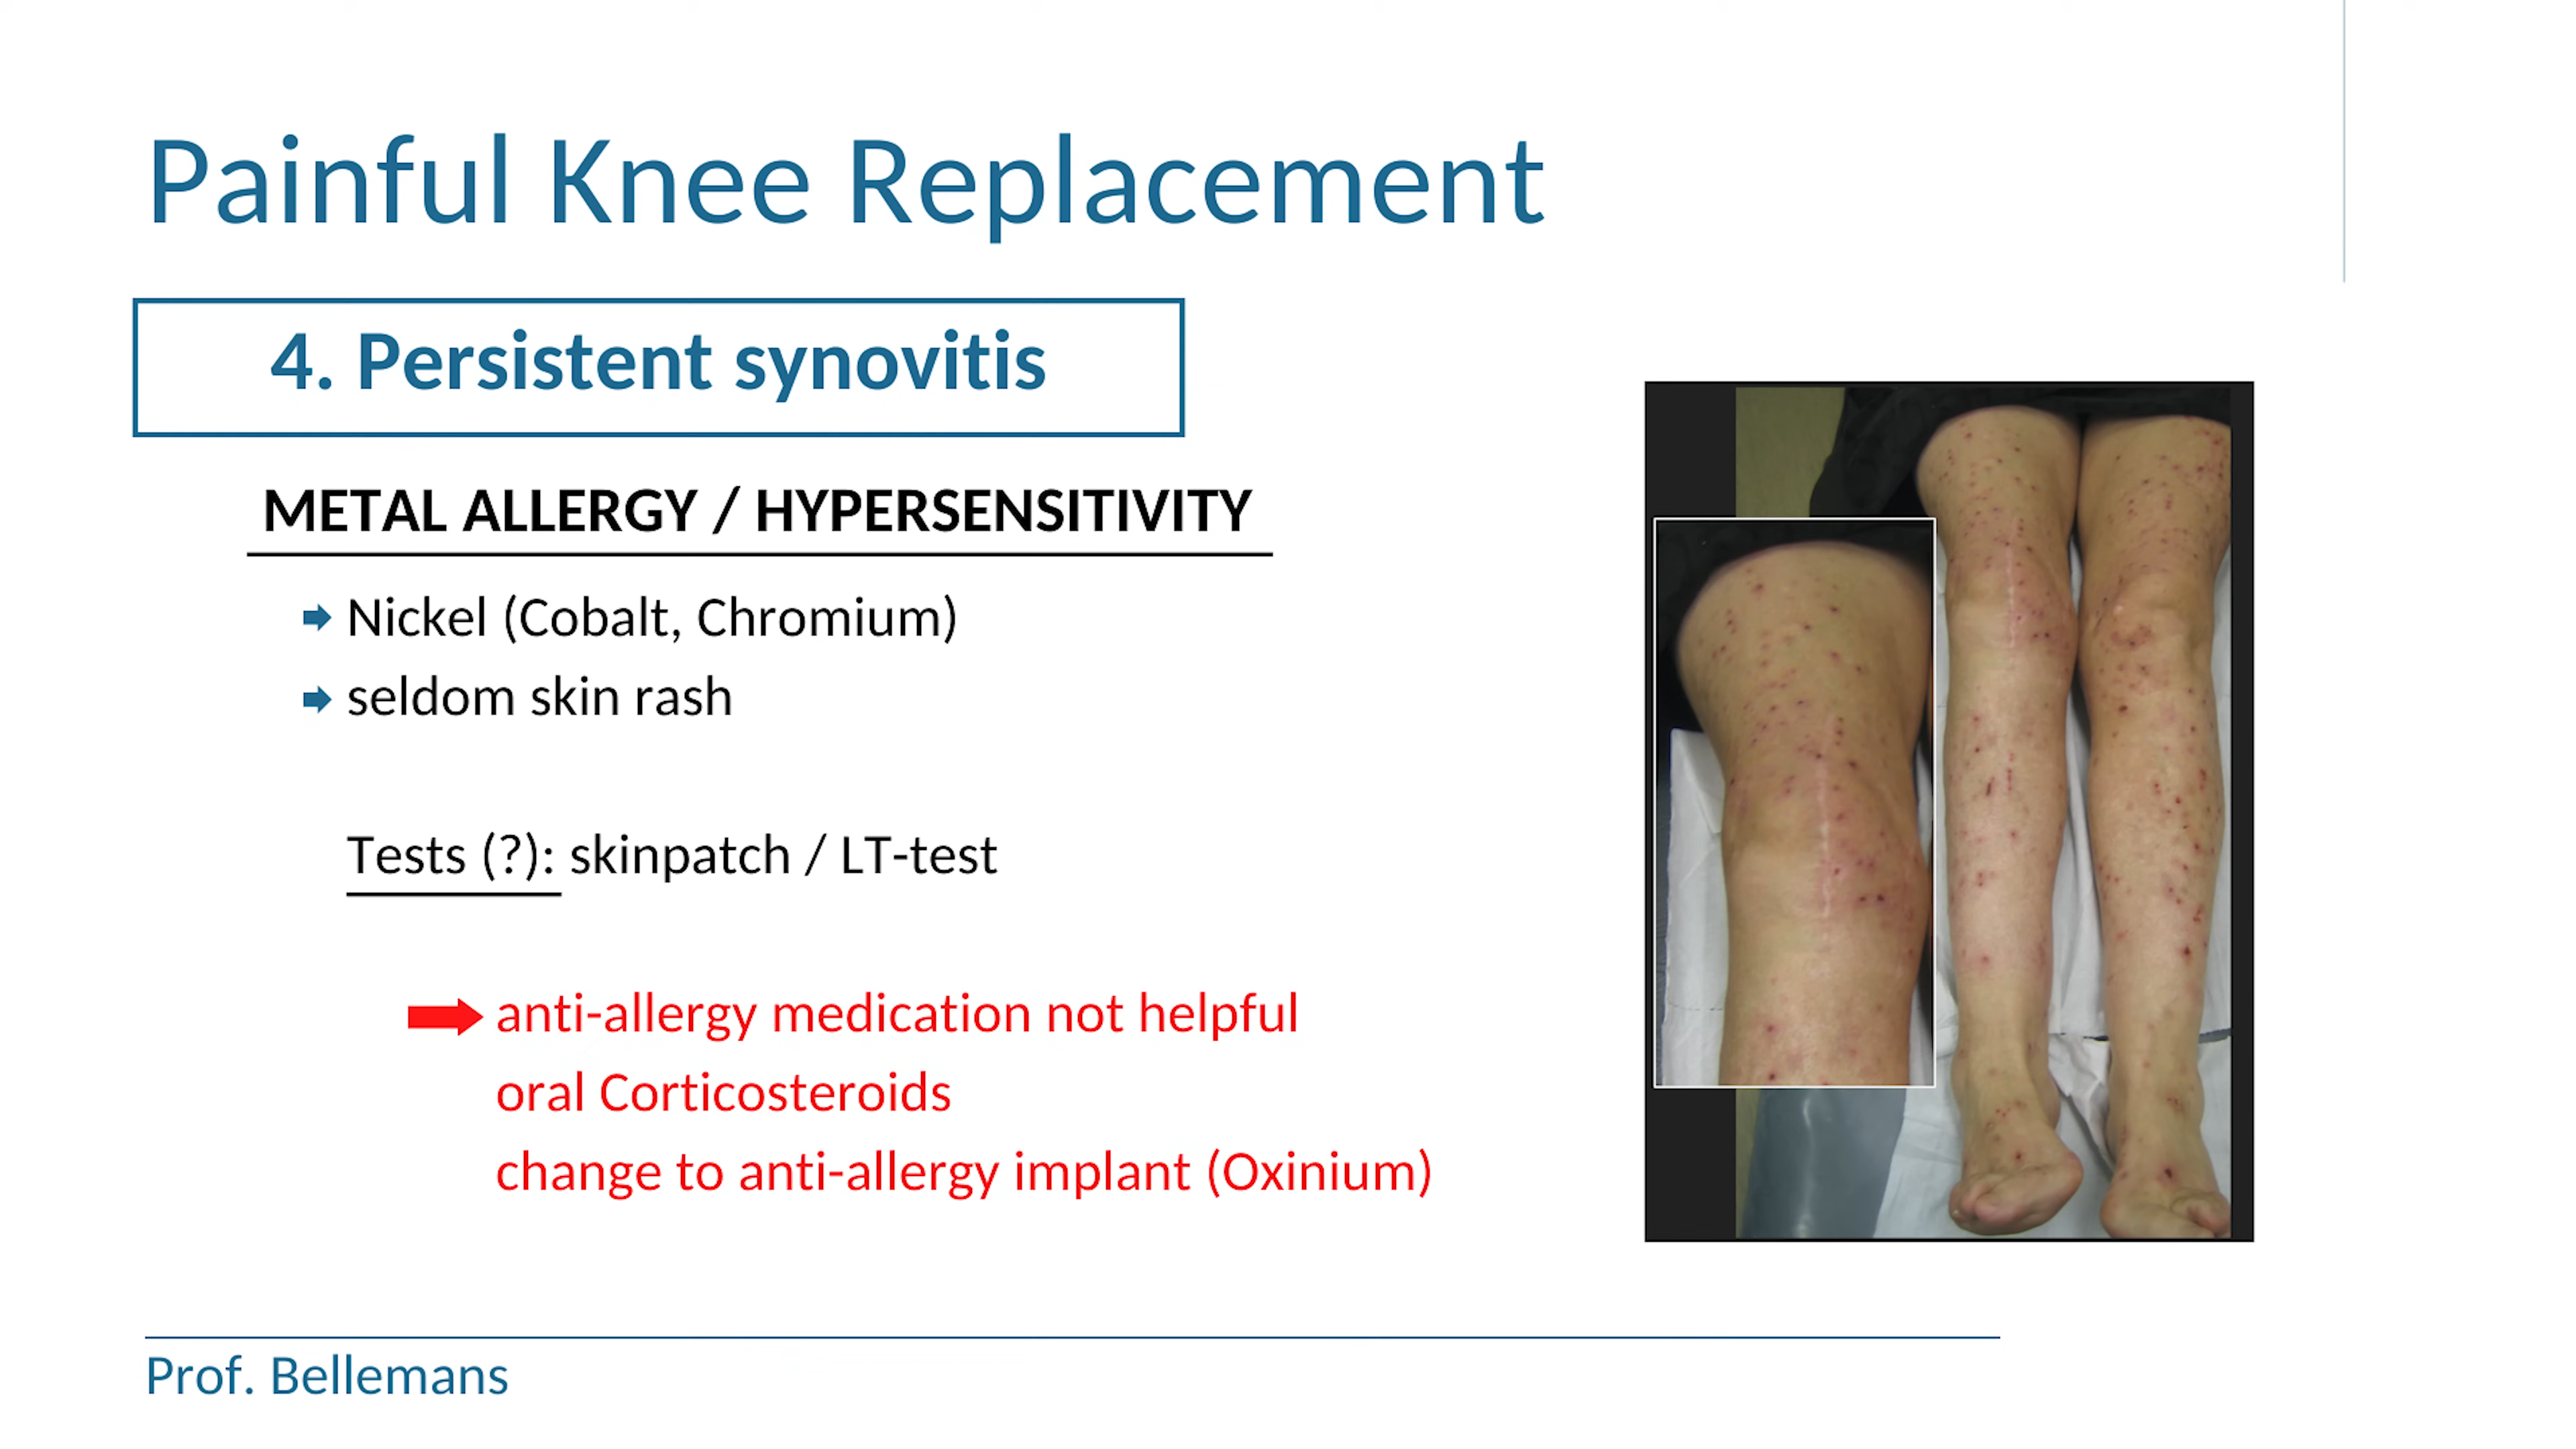 Painful Knee Replacement
4. Persistent synovitis
METAL ALLERGY / HYPERSENSITIVITY
Nickel (Cobalt, Chromium)
seldom skin rash
Tests (?): skinpatch / LT-test
anti-allergy medication not helpful
oral Corticosteroids
change to anti-allergy implant (Oxinium)
Prof. Bellemans